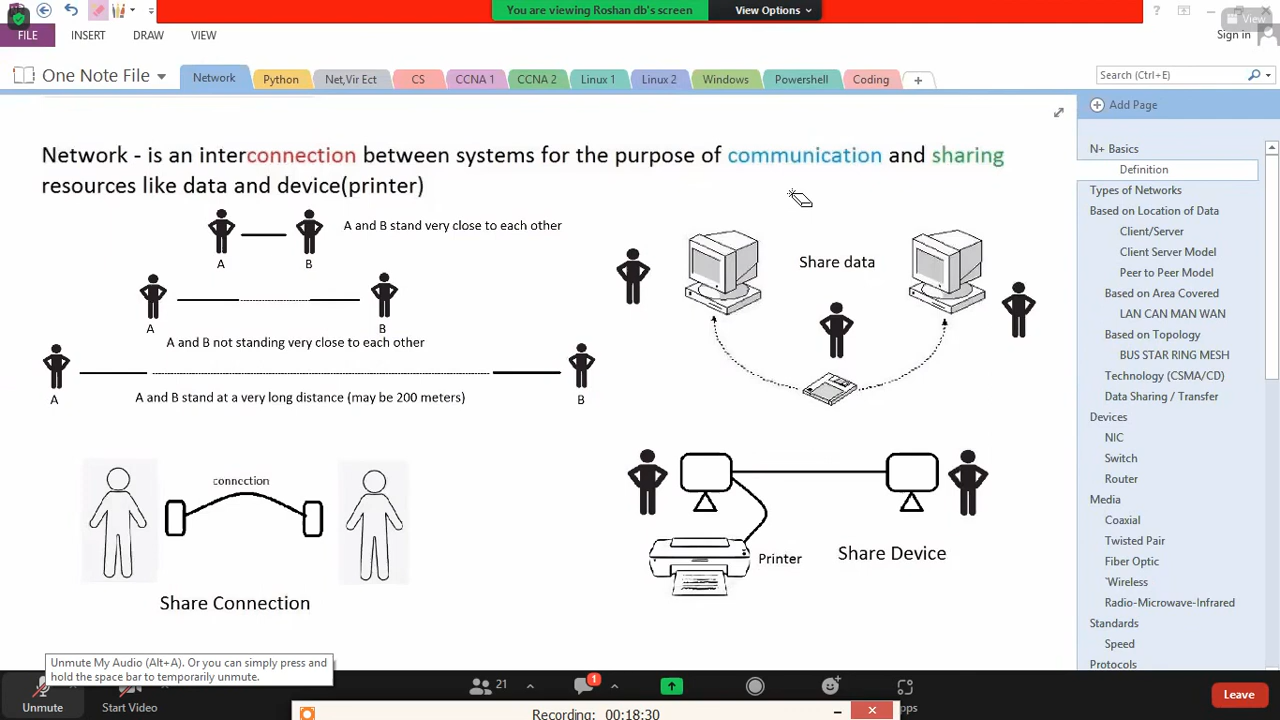 You are viewing Roshan db's screen
View Options
View
FILE
INSERT
DRAW
VIEW
Sign in
One Note File
Network
Python
Net,Vir Ect
CS
CCNA 1
CCNA 2
Linux 1
Linux 2
Windows
Powershell
Coding
Search (Ctrl+E)
Network - is an interconnection between systems for the purpose of communication and sharing
resources like data and device(printer)
A and B stand very close to each other
A
B
A
B
A and B not standing very close to each other
A
A and B stand at a very long distance (may be 200 meters)
B
Share data
connection
Share Connection
Printer
Share Device
Add Page
N+ Basics
Definition
Types of Networks
Based on Location of Data
Client/Server
Client Server Model
Peer to Peer Model
Based on Area Covered
LAN CAN MAN WAN
Based on Topology
BUS STAR RING MESH
Technology (CSMA/CD)
Data Sharing / Transfer
Devices
NIC
Switch
Router
Media
Coaxial
Twisted Pair
Fiber Optic
`Wireless
Radio-Microwave-Infrared
Standards
Speed
Protocols
Unmute My Audio (Alt+A). Or you can simply press and
hold the space bar to temporarily unmute.
Unmute
Start Video
21
1
Leave
Recording: 00:18:30